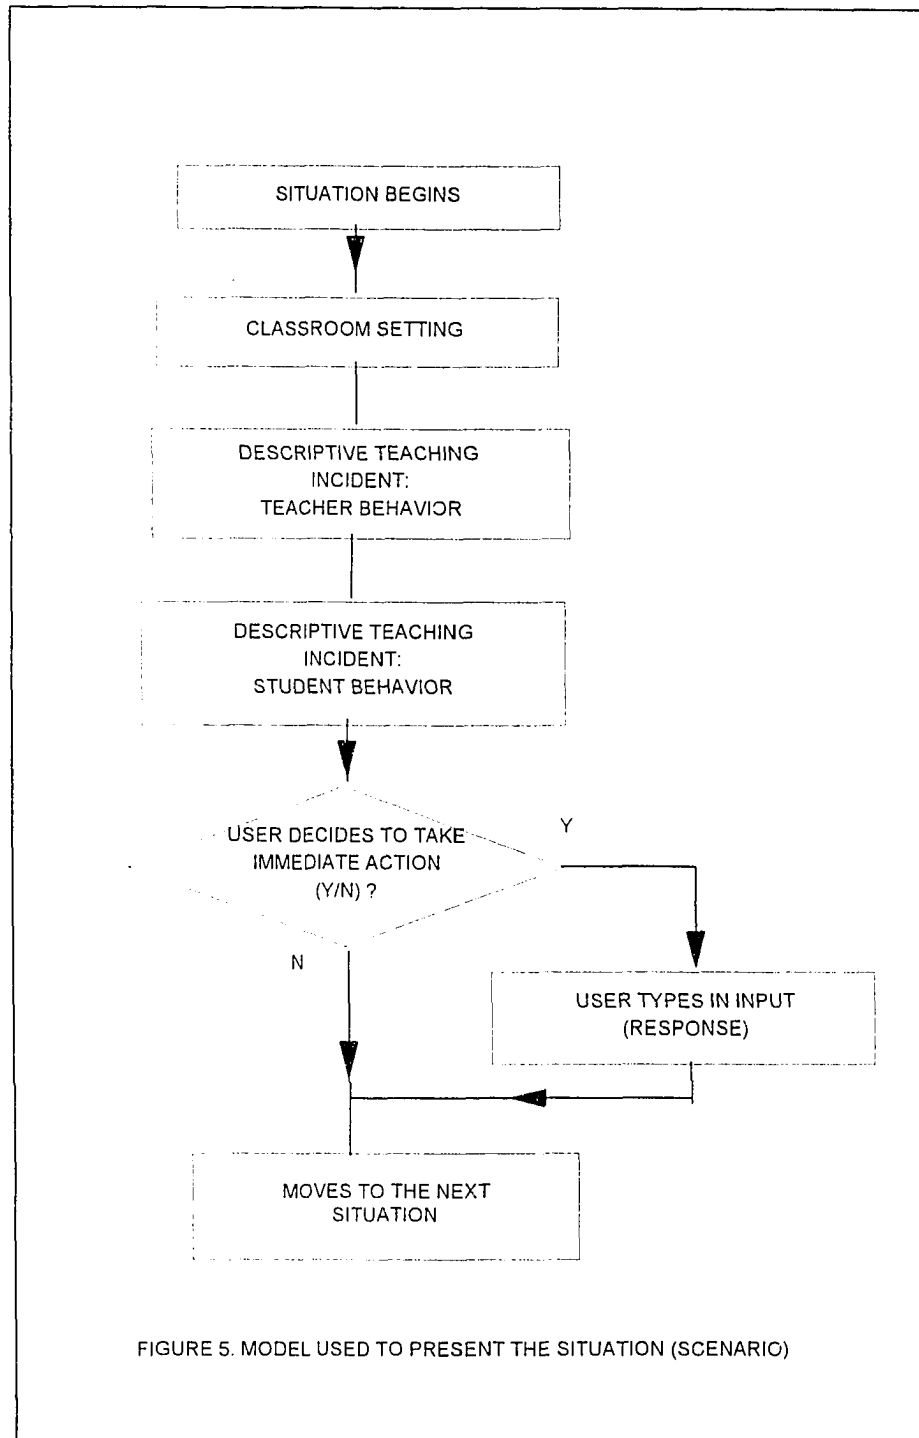 SITUATION BEGINS
CLASSROOM SETTING
DESCRIPTIVE TEACHING
INCIDENT:
TEACHER BEHAVIOR
DESCRIPTIVE TEACHING
INCIDENT:
STUDENT BEHAVIOR
USER DECIDES TO TAKE
IMMEDIATE ACTION
(Y/N) ?
Y
N
USER TYPES IN INPUT
(RESPONSE)
MOVES TO THE NEXT
SITUATION
FIGURE 5. MODEL USED TO PRESENT THE SITUATION (SCENARIO)